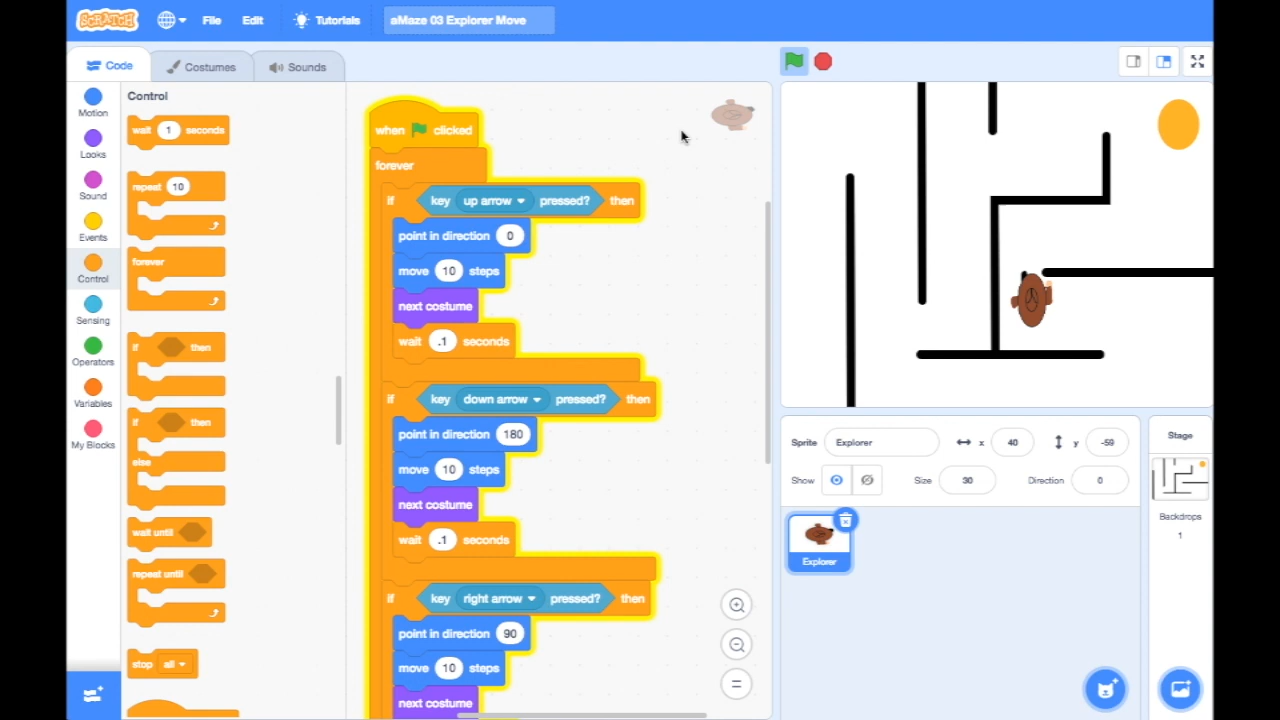 SCRATCH File Edit Tutorials aMaze 03 Explorer Move
Code Costumes Sounds
Motion
Looks
Sound
Events
Control
Sensing
Operators
Variables
My Blocks
Control
wait 1 seconds
repeat 10
forever
if then
if then
else
wait until
repeat until
stop all
when clicked
forever
if key up arrow pressed? then
point in direction 0
move 10 steps
next costume
wait .1 seconds
if key down arrow pressed? then
point in direction 180
move 10 steps
next costume
wait .1 seconds
if key right arrow pressed? then
point in direction 90
move 10 steps
next costume
Sprite Explorer x 40 y -59
Show Size 30 Direction 0
Explorer
Stage
Backdrops
1